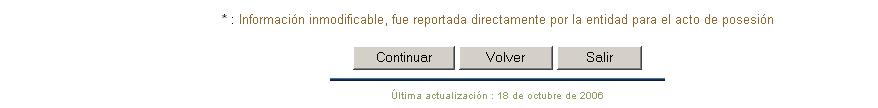 * : Información inmodificable, fue reportada directamente por la entidad para el acto de posesión
Continuar Volver Salir
Última actualización : 18 de octubre de 2006